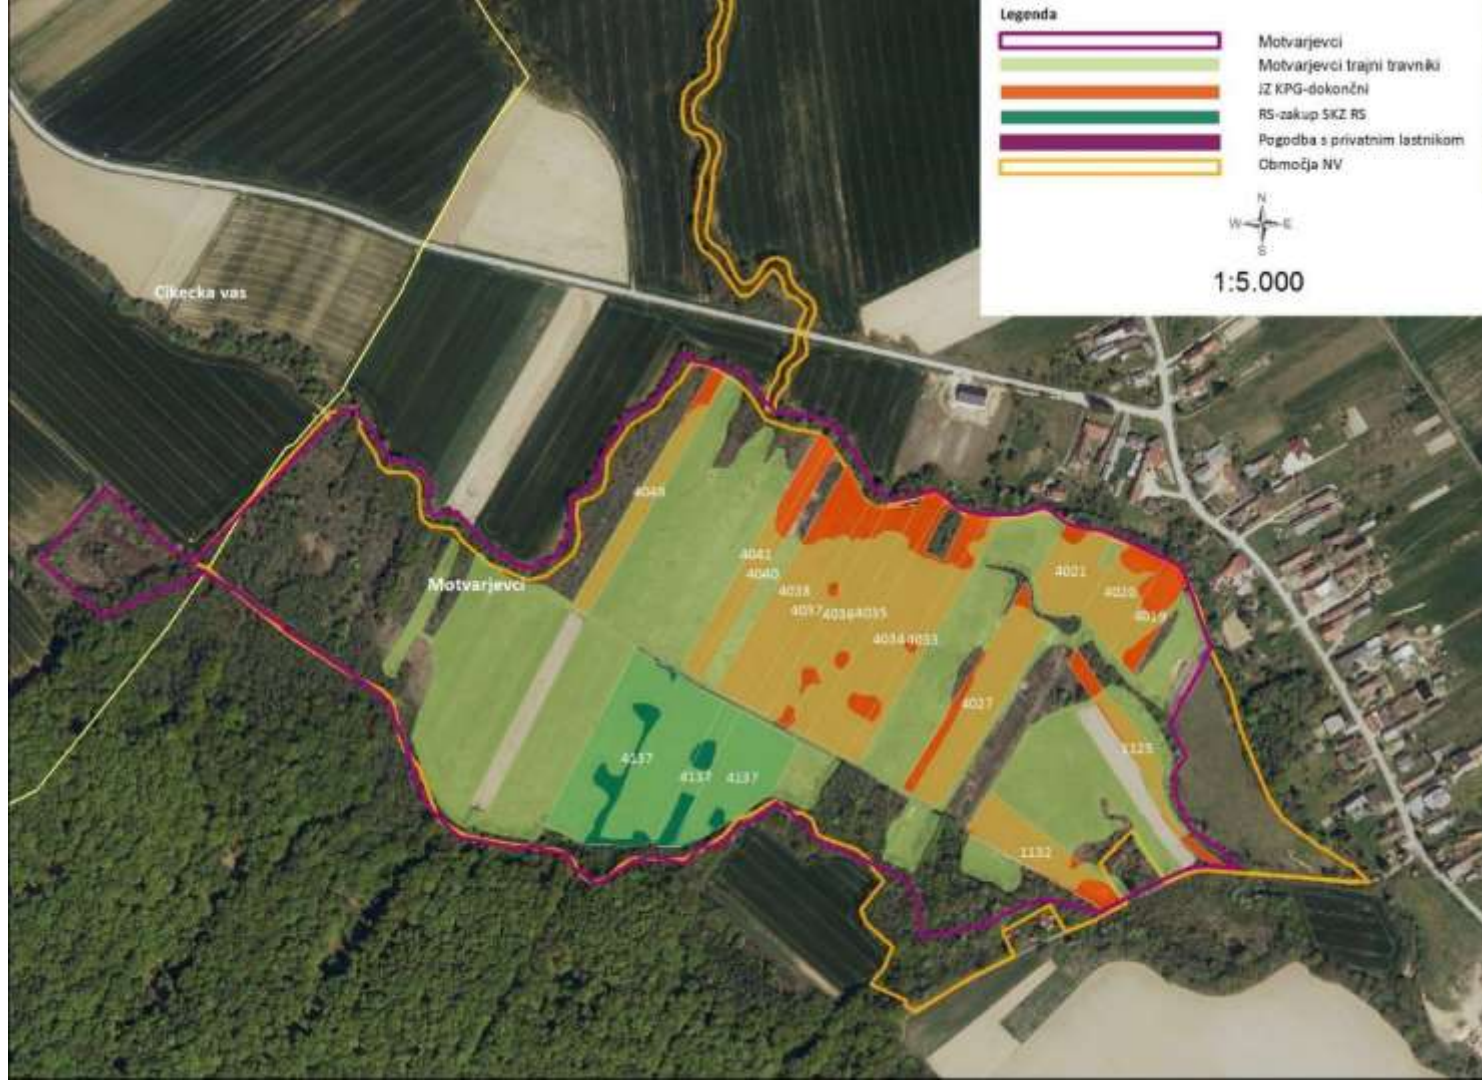 Legenda
Motvarjevci
Motvarjevci trajni travniki
JZ KPG-dokončni
RS-zakup SKZ RS
Pogodba s privatnim lastnikom
Območja NV
N
W E
S
1:5.000
Cikecka vas
Motvarjevci
4048
4041
4040
4038
4037 4036 4035
4034 4033
4027
4021
4020
4019
1125
1132
4137
4137 4137